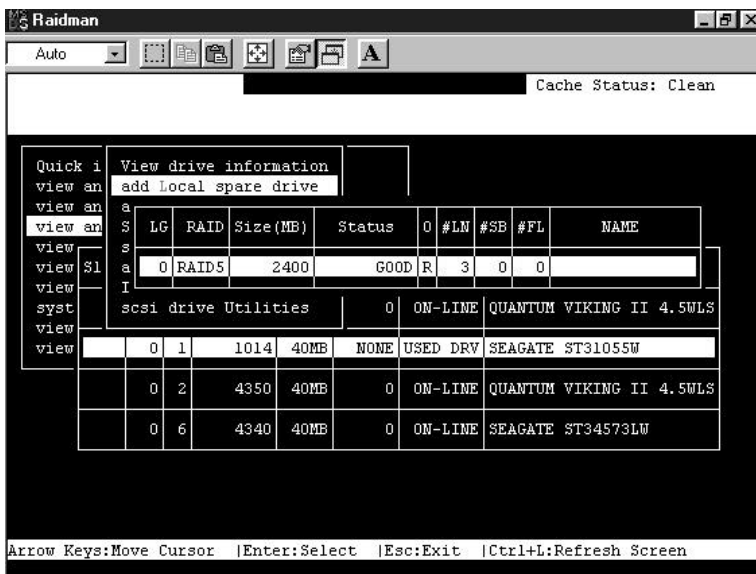 Raidman
Auto
A
Cache Status: Clean
Quick i
view an
view an
view an
view
view Sl
view
syst
view
view
View drive information
add Local spare drive
a
S
s
a
I
scsi drive Utilities
LG RAID Size(MB) Status O #LN #SB #FL NAME
0 RAID5 2400 GOOD R 3 0 0
0 ON-LINE QUANTUM VIKING II 4.5WLS
0 1 1014 40MB NONE USED DRV SEAGATE ST31055W
0 2 4350 40MB 0 ON-LINE QUANTUM VIKING II 4.5WLS
0 6 4340 40MB 0 ON-LINE SEAGATE ST34573LW
Arrow Keys:Move Cursor |Enter:Select |Esc:Exit |Ctrl+L:Refresh Screen